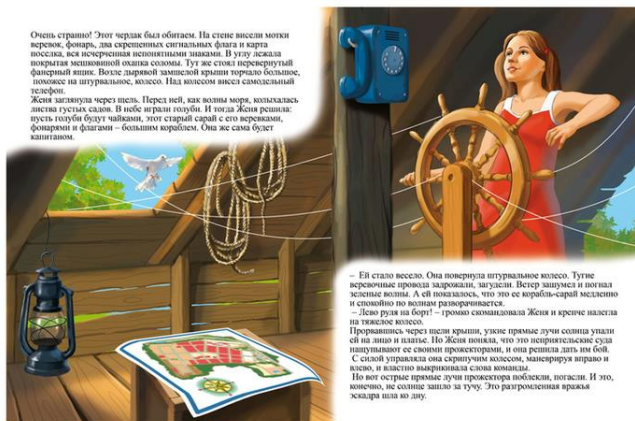 Очень странно! Этот чердак был обитаем. На стене висели мотки
веревок, фонарь, два скрещенных сигнальных флага и карта
поселка, вся исчерченная непонятными знаками. В углу лежала
покрытая мешковиной охапка соломы. Тут же стоял перевернутый
фанерный ящик. Возле дырявой замшелой крыши торчало большое,
похожее на штурвальное, колесо. Над колесом висел самодельный
телефон.
Женя заглянула через щель. Перед ней, как волны моря, колыхалась
листва густых садов. В небе играли голуби. И тогда Женя решила:
пусть голуби будут чайками, этот старый сарай с его веревками,
фонарями и флагами – большим кораблем. Она же сама будет
капитаном.
– Ей стало весело. Она повернула штурвальное колесо. Тугие
веревочные провода задрожали, загудели. Ветер зашумел и погнал
зеленые волны. А ей показалось, что это ее корабль-сарай медленно
и спокойно по волнам разворачивается.
– Лево руля на борт! – громко скомандовала Женя и крепче налегла
на тяжелое колесо.
Прорвавшись через щели крыши, узкие прямые лучи солнца упали
ей на лицо и платье. Но Женя поняла, что это неприятельские суда
нащупывают ее своими прожекторами, и она решила дать им бой.
С силой управляла она скрипучим колесом, маневрируя вправо и
влево, и властно выкрикивала слова команды.
Но вот острые прямые лучи прожектора поблекли, погасли. И это,
конечно, не солнце зашло за тучу. Это разгромленная вражья
эскадра шла ко дну.